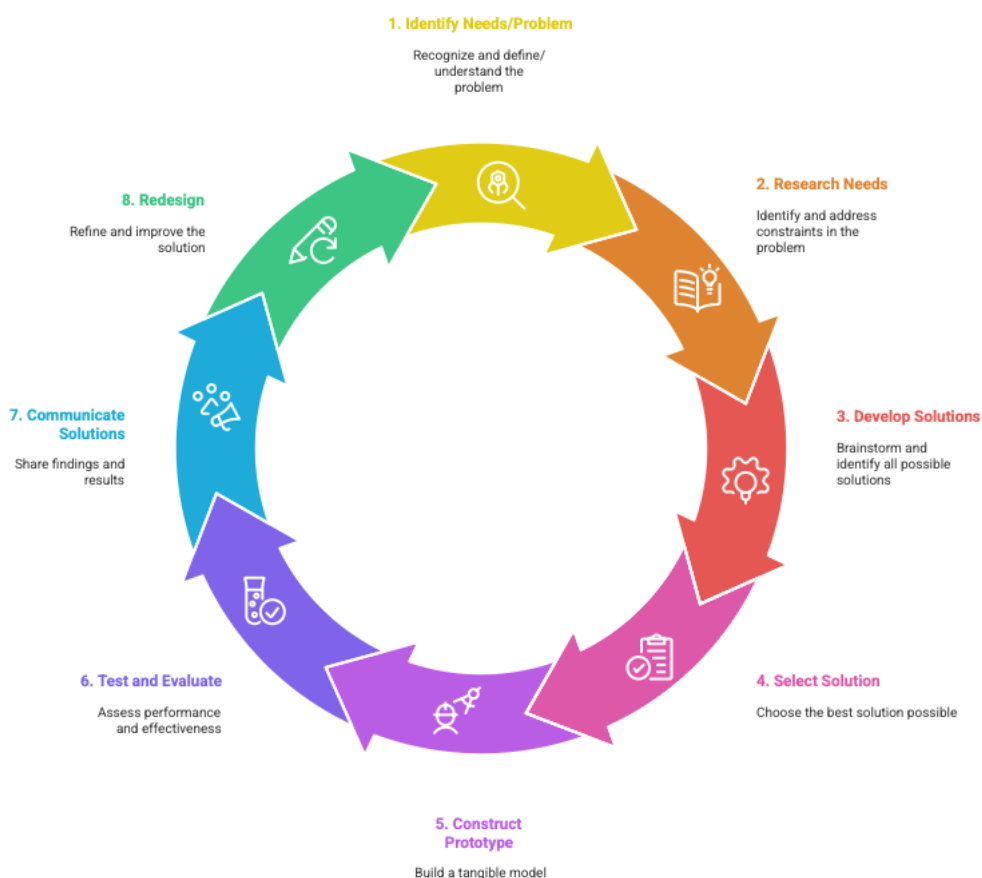 1. Identify Needs/Problem
Recognize and define/
understand the
problem
2. Research Needs
Identify and address
constraints in the
problem
3. Develop Solutions
Brainstorm and
identify all possible
solutions
4. Select Solution
Choose the best solution possible
5. Construct
Prototype
Build a tangible model
6. Test and Evaluate
Assess performance
and effectiveness
7. Communicate
Solutions
Share findings and
results
8. Redesign
Refine and improve the
solution